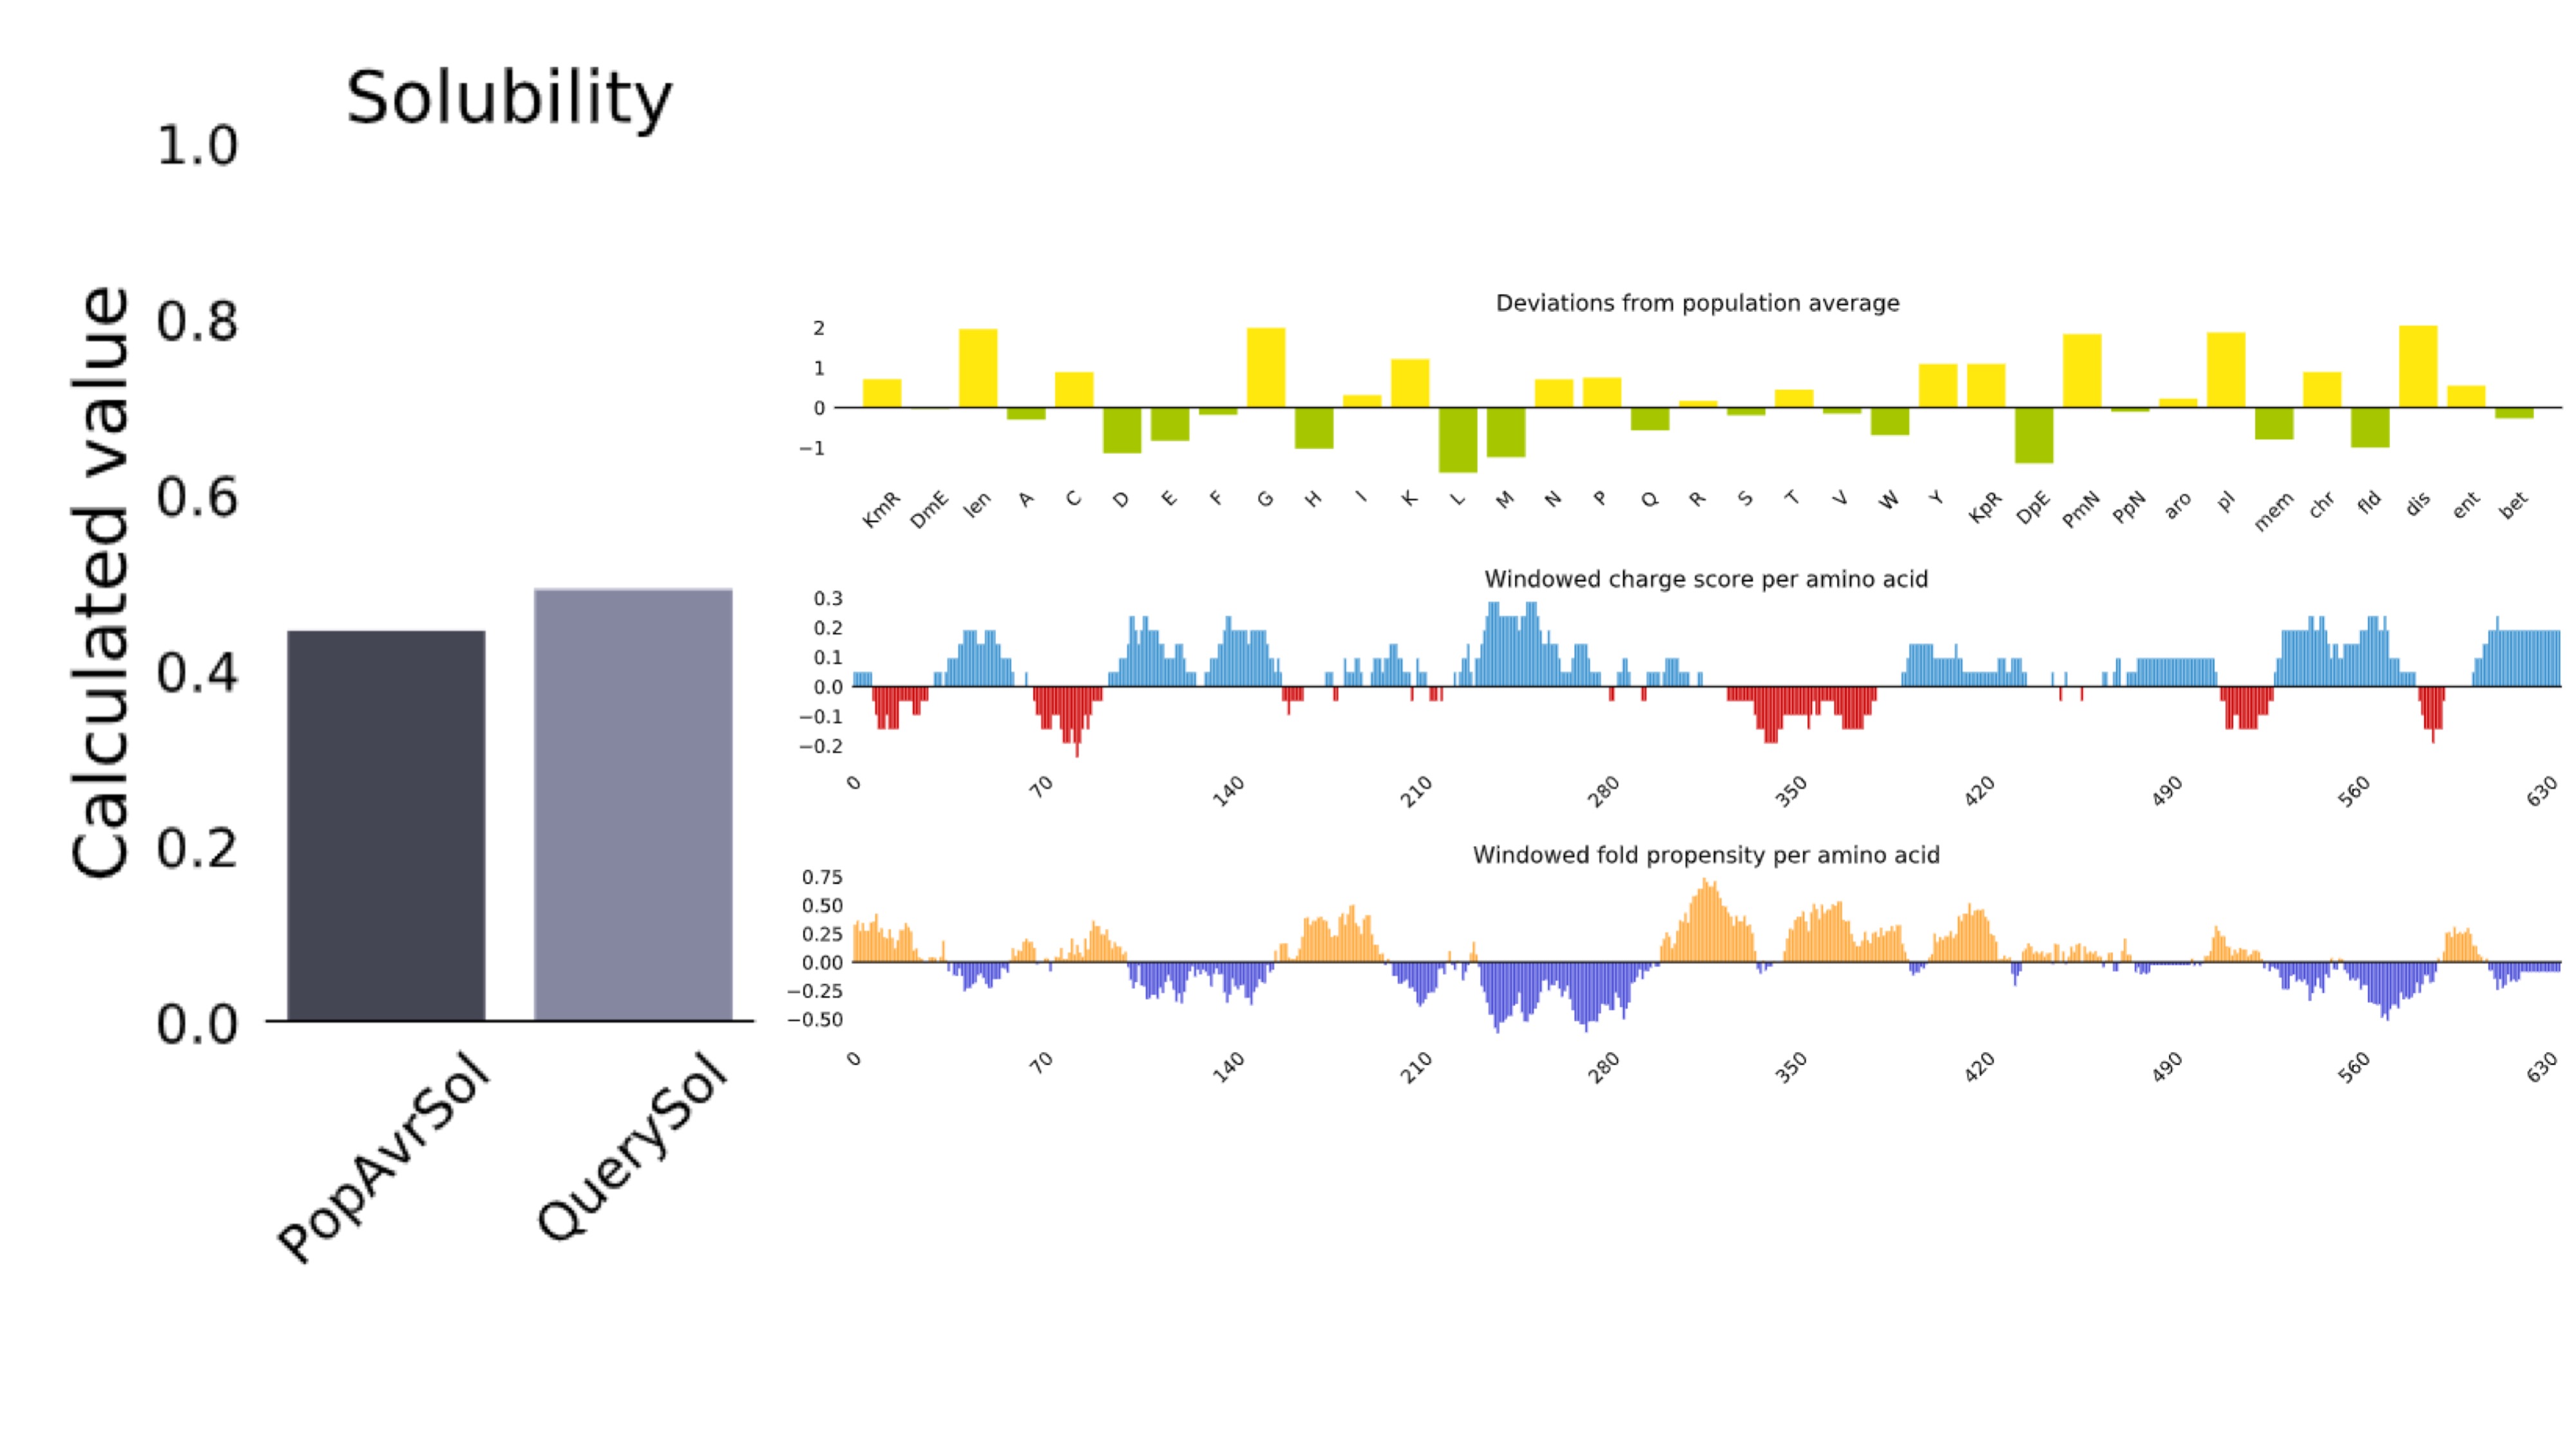 Solubility
Calculated value
1.0
0.8
0.6
0.4
0.2
0.0
PopAvrSol
QuerySol
Deviations from population average
2
1
0
−1
KmR DmE len A C D E F G H I K L M N P Q R S T V W Y KpR DpE PmN PpN aro pI mem chr fld dis ent bet
Windowed charge score per amino acid
0.3
0.2
0.1
0.0
−0.1
−0.2
0 70 140 210 280 350 420 490 560 630
Windowed fold propensity per amino acid
0.75
0.50
0.25
0.00
−0.25
−0.50
0 70 140 210 280 350 420 490 560 630